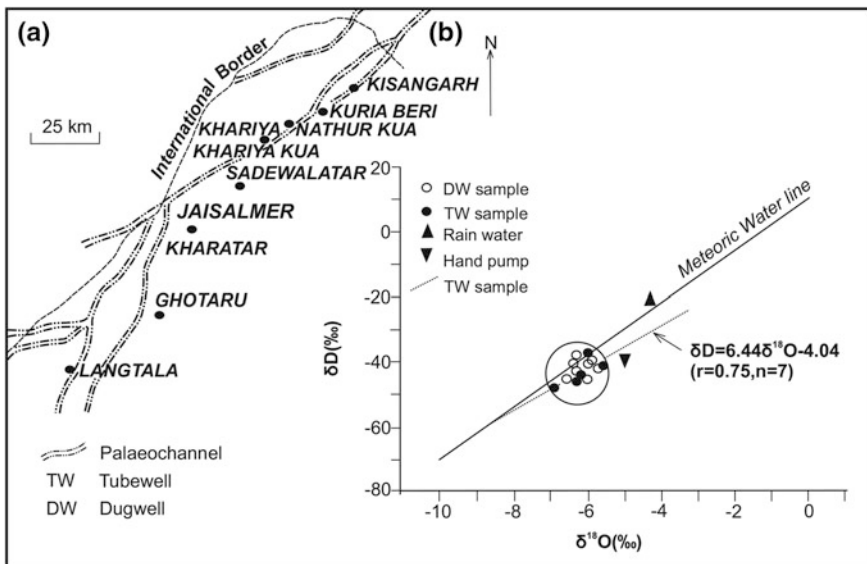 (a)
International Border
25 km
KISANGARH
KURIA BERI
KHARIYA NATHUR KUA
KHARIYA KUA
SADEWALATAR
JAISALMER
KHARATAR
GHOTARU
LANGTALA
Palaeochannel
TW Tubewell
DW Dugwell
(b)
N
DW sample
TW sample
Rain water
Hand pump
TW sample
Meteoric Water line
δD=6.44δ¹⁸O-4.04
(r=0.75,n=7)
δD(‰)
20
0
-20
-40
-60
-80
-10 -8 -6 -4 -2 0
δ¹⁸O(‰)